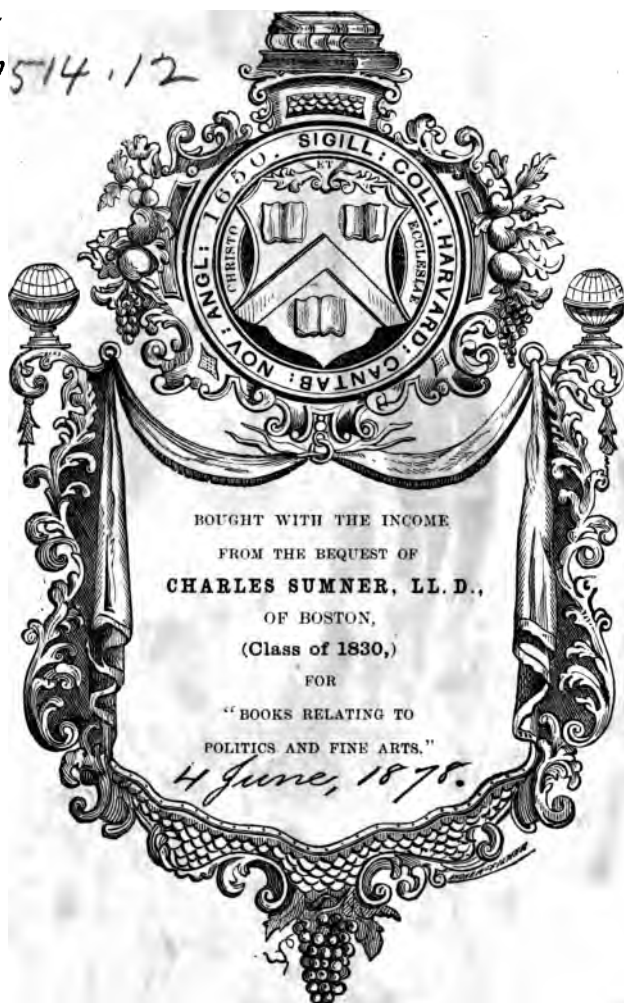 514.12
SIGILL: COLL: HARVARD: CANTAB: NOV: ANGL: 1650.
ET
CHRISTO
ECCLESIAE
BOUGHT WITH THE INCOME
FROM THE BEQUEST OF
CHARLES SUMNER, LL. D.,
OF BOSTON,
(Class of 1830,)
FOR
"BOOKS RELATING TO
POLITICS AND FINE ARTS."
4 June, 1878.